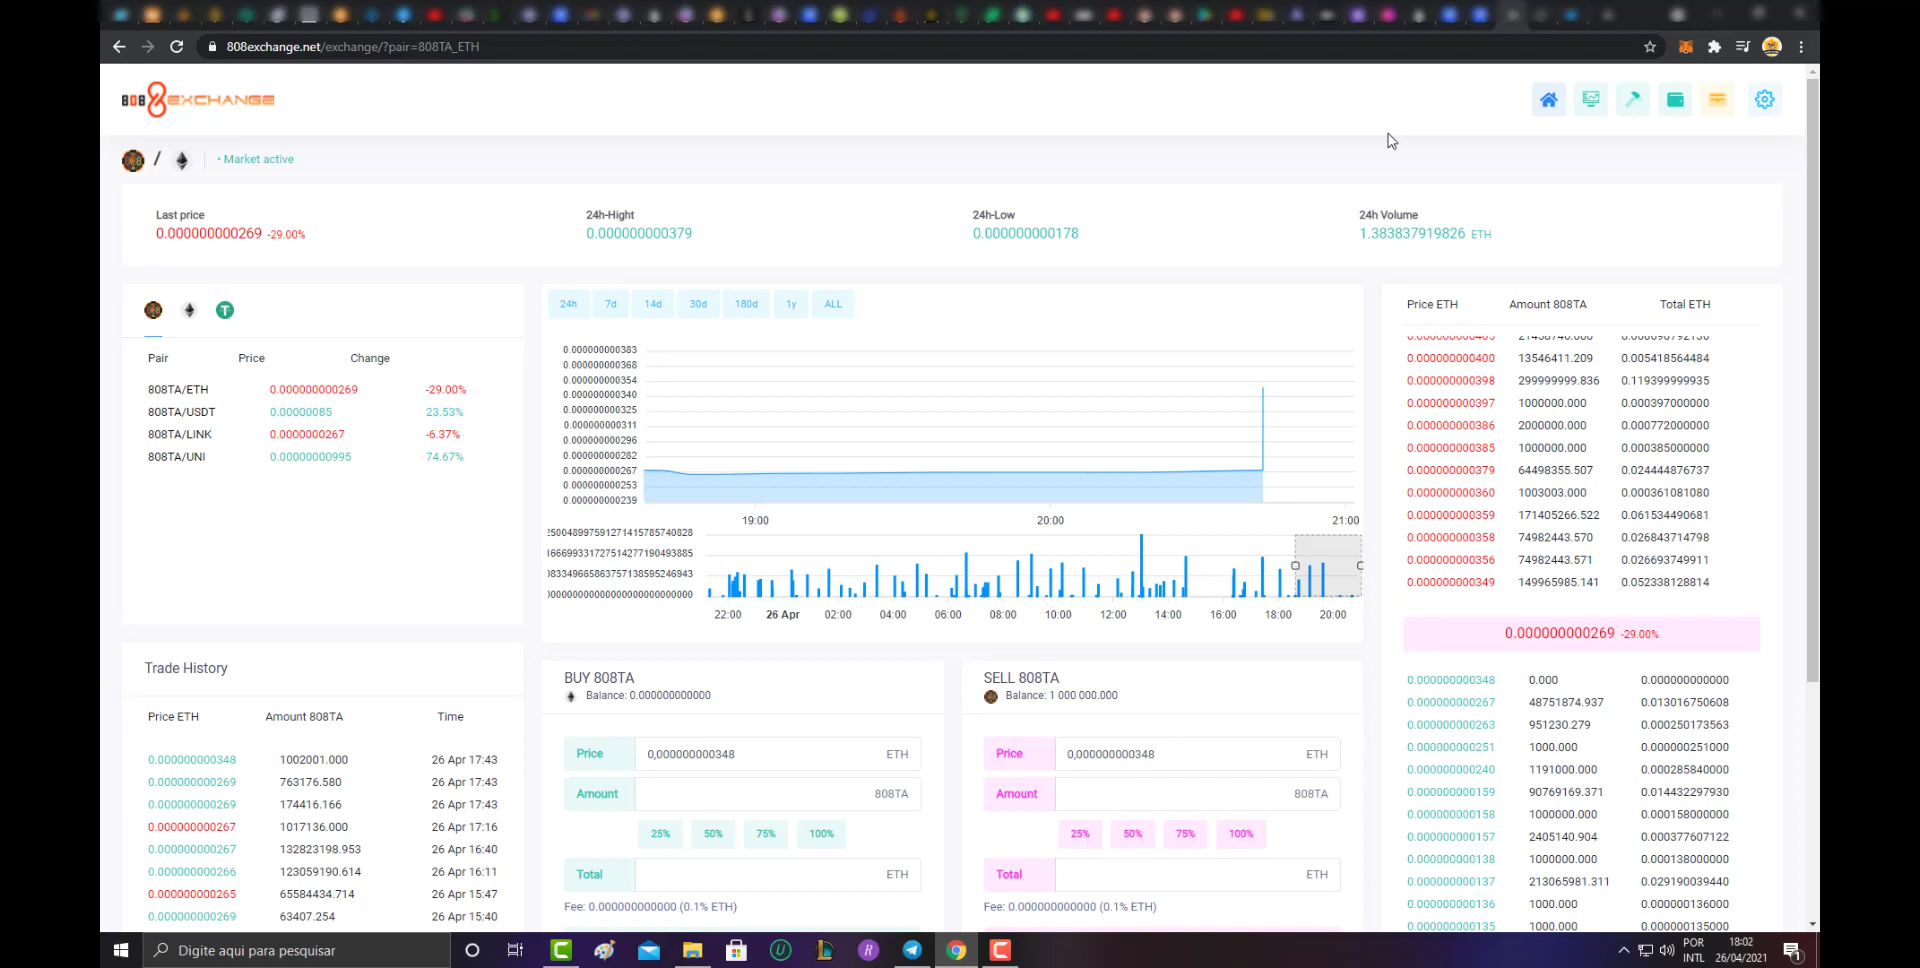 808exchange.net/exchange/?pair=808TA_ETH
808 EXCHANGE
/
• Market active
Last price
0.000000000269 -29.00%
24h-Hight
0.000000000379
24h-Low
0.000000000178
24h Volume
1.383837919826 ETH
Pair Price Change
808TA/ETH 0.000000000269 -29.00%
808TA/USDT 0.00000085 23.53%
808TA/LINK 0.0000000267 -6.37%
808TA/UNI 0.00000000995 74.67%
24h 7d 14d 30d 180d 1y ALL
0.000000000383
0.000000000368
0.000000000354
0.000000000340
0.000000000325
0.000000000311
0.000000000296
0.000000000282
0.000000000267
0.000000000253
0.000000000239
19:00 20:00 21:00
22:00 26 Apr 02:00 04:00 06:00 08:00 10:00 12:00 14:00 16:00 18:00 20:00
Price ETH Amount 808TA Total ETH
0.000000000400 13546411.209 0.005418564484
0.000000000398 299999999.836 0.119399999935
0.000000000397 1000000.000 0.000397000000
0.000000000386 2000000.000 0.000772000000
0.000000000385 1000000.000 0.000385000000
0.000000000379 64498355.507 0.024444876737
0.000000000360 1003003.000 0.000361081080
0.000000000359 171405266.522 0.061534490681
0.000000000358 74982443.570 0.026843714798
0.000000000356 74982443.571 0.026693749911
0.000000000349 149965985.141 0.052338128814
0.000000000269 -29.00%
0.000000000348 0.000 0.000000000000
0.000000000267 48751874.937 0.013016750608
0.000000000263 951230.279 0.000250173563
0.000000000251 1000.000 0.000000251000
0.000000000240 1191000.000 0.000285840000
0.000000000159 90769169.371 0.014432297930
0.000000000158 1000000.000 0.000158000000
0.000000000157 2405140.904 0.000377607122
0.000000000138 1000000.000 0.000138000000
0.000000000137 213065981.311 0.029190039440
0.000000000136 1000.000 0.000000136000
0.000000000135 1000.000 0.000000135000
Trade History
Price ETH Amount 808TA Time
0.000000000348 1002001.000 26 Apr 17:43
0.000000000269 763176.580 26 Apr 17:43
0.000000000269 174416.166 26 Apr 17:43
0.000000000267 1017136.000 26 Apr 17:16
0.000000000267 132823198.953 26 Apr 16:40
0.000000000266 123059190.614 26 Apr 16:11
0.000000000265 65584434.714 26 Apr 15:47
0.000000000269 63407.254 26 Apr 15:40
BUY 808TA
Balance: 0.000000000000
Price 0,000000000348 ETH
Amount 808TA
25% 50% 75% 100%
Total ETH
Fee: 0.000000000000 (0.1% ETH)
SELL 808TA
Balance: 1 000 000.000
Price 0,000000000348 ETH
Amount 808TA
25% 50% 75% 100%
Total ETH
Fee: 0.000000000000 (0.1% ETH)
Digite aqui para pesquisar
POR
INTL
18:02
26/04/2021
1